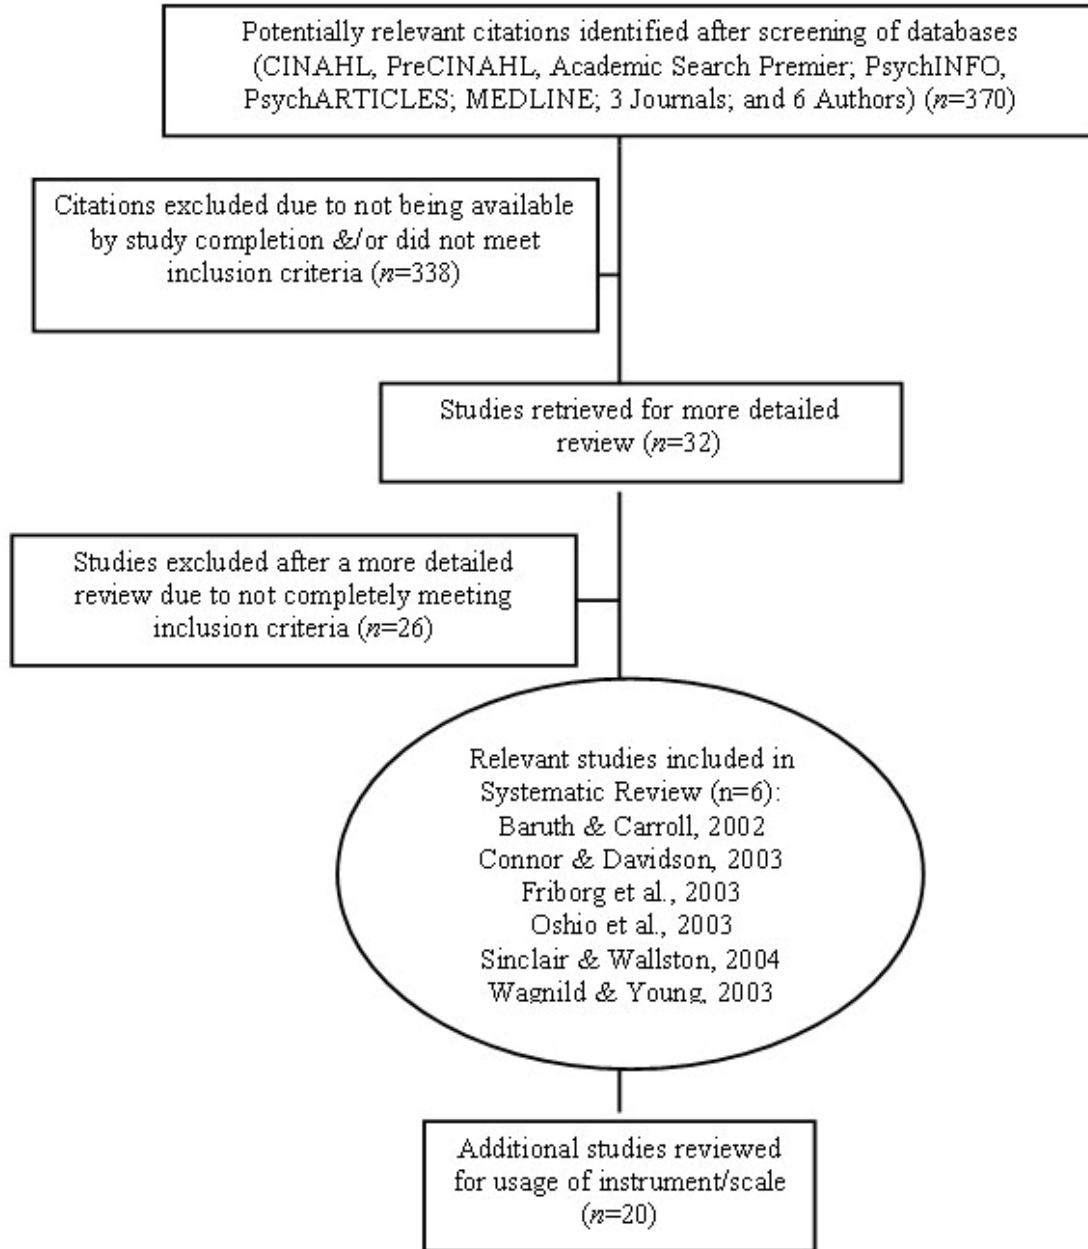 Potentially relevant citations identified after screening of databases
(CINAHL, PreCINAHL, Academic Search Premier; PsychINFO,
PsychARTICLES; MEDLINE; 3 Journals; and 6 Authors) (n=370)
Citations excluded due to not being available
by study completion &/or did not meet
inclusion criteria (n=338)
Studies retrieved for more detailed
review (n=32)
Studies excluded after a more detailed
review due to not completely meeting
inclusion criteria (n=26)
Relevant studies included in
Systematic Review (n=6):
Baruth & Carroll, 2002
Connor & Davidson, 2003
Friborg et al., 2003
Oshio et al., 2003
Sinclair & Wallston, 2004
Wagnild & Young, 2003
Additional studies reviewed
for usage of instrument/scale
(n=20)